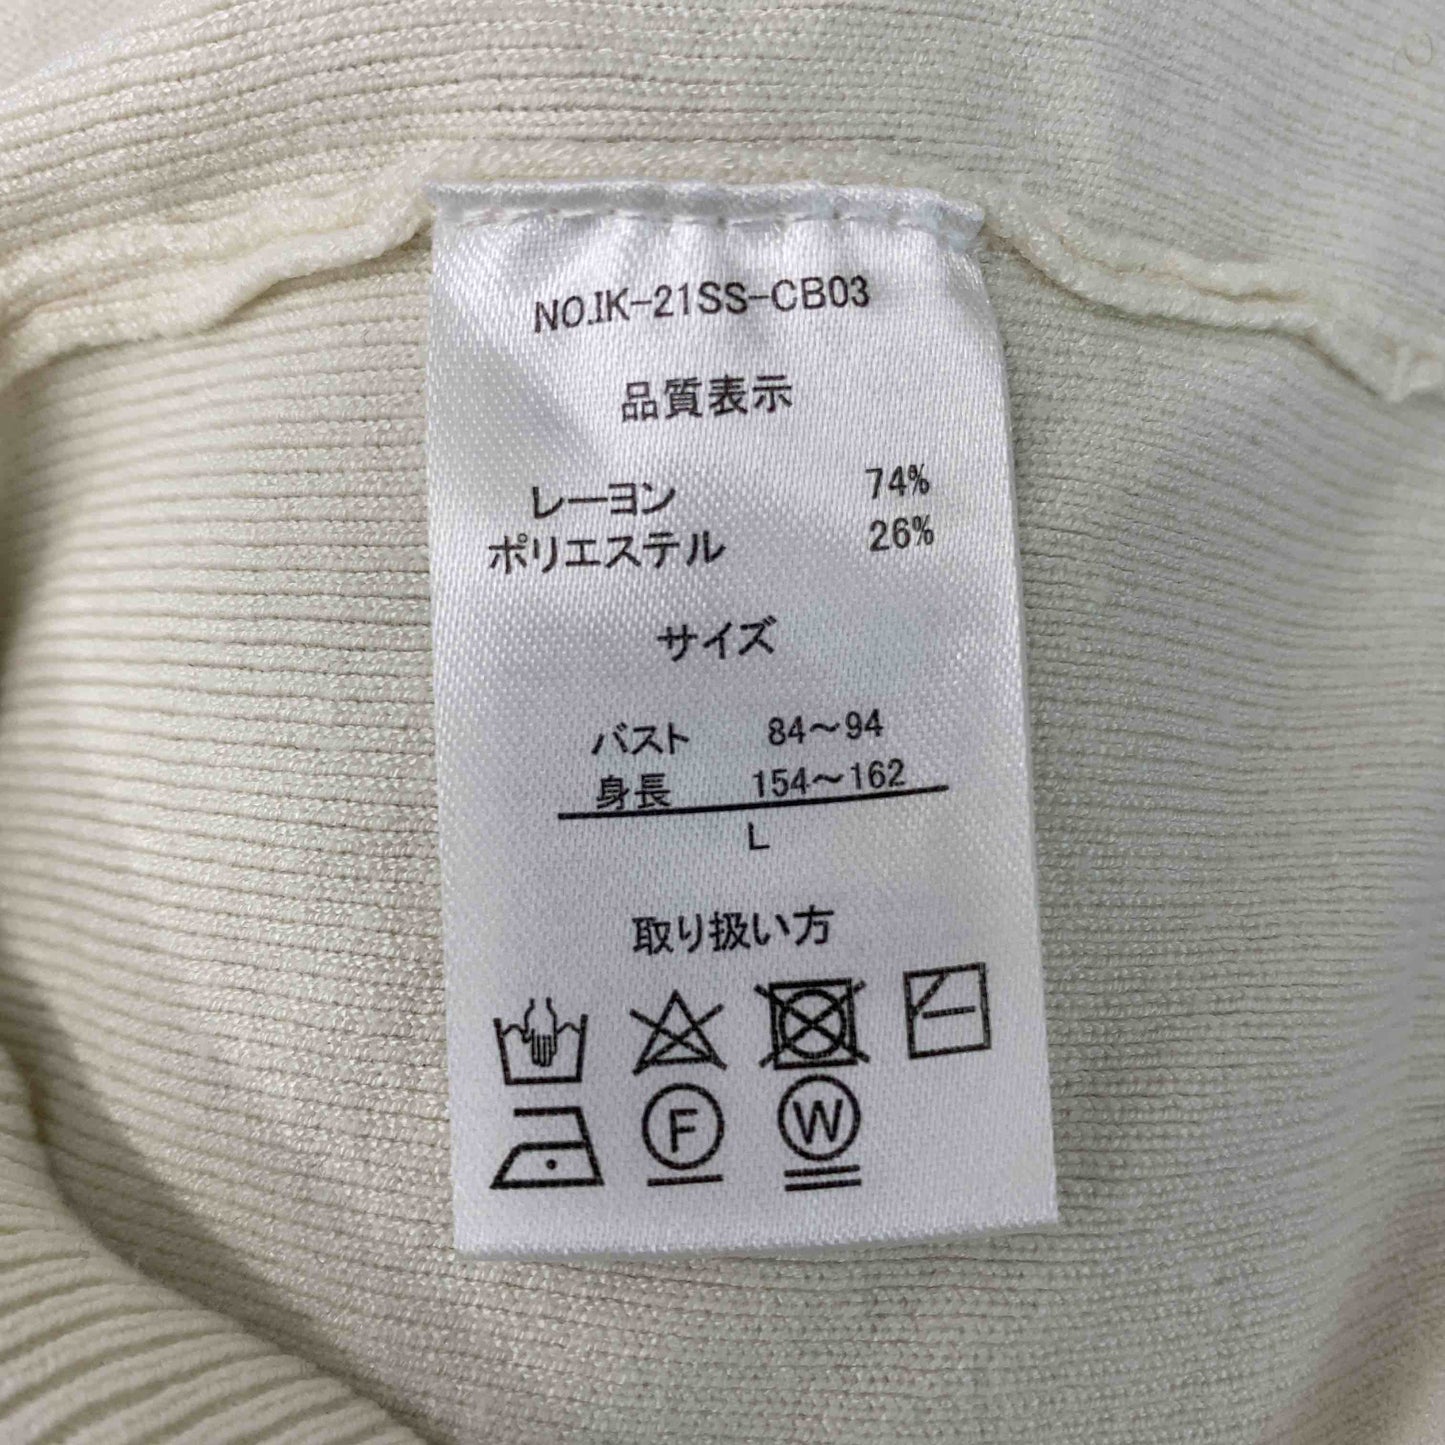 NO.IK-21SS-CB03
品質表示
レーヨン 74%
ポリエステル 26%
サイズ
バスト 84～94
身長 154～162
L
取り扱い方
F W